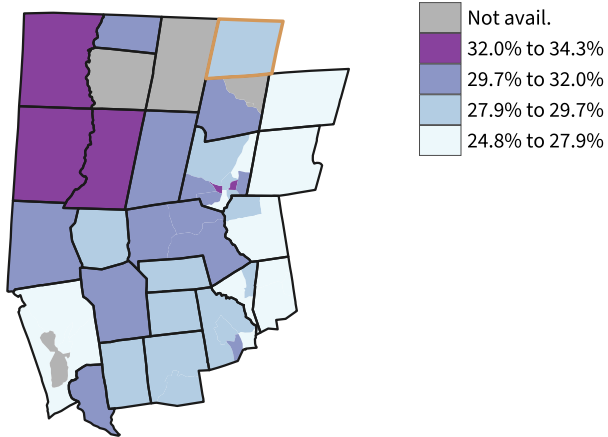 Not avail.
32.0% to 34.3%
29.7% to 32.0%
27.9% to 29.7%
24.8% to 27.9%